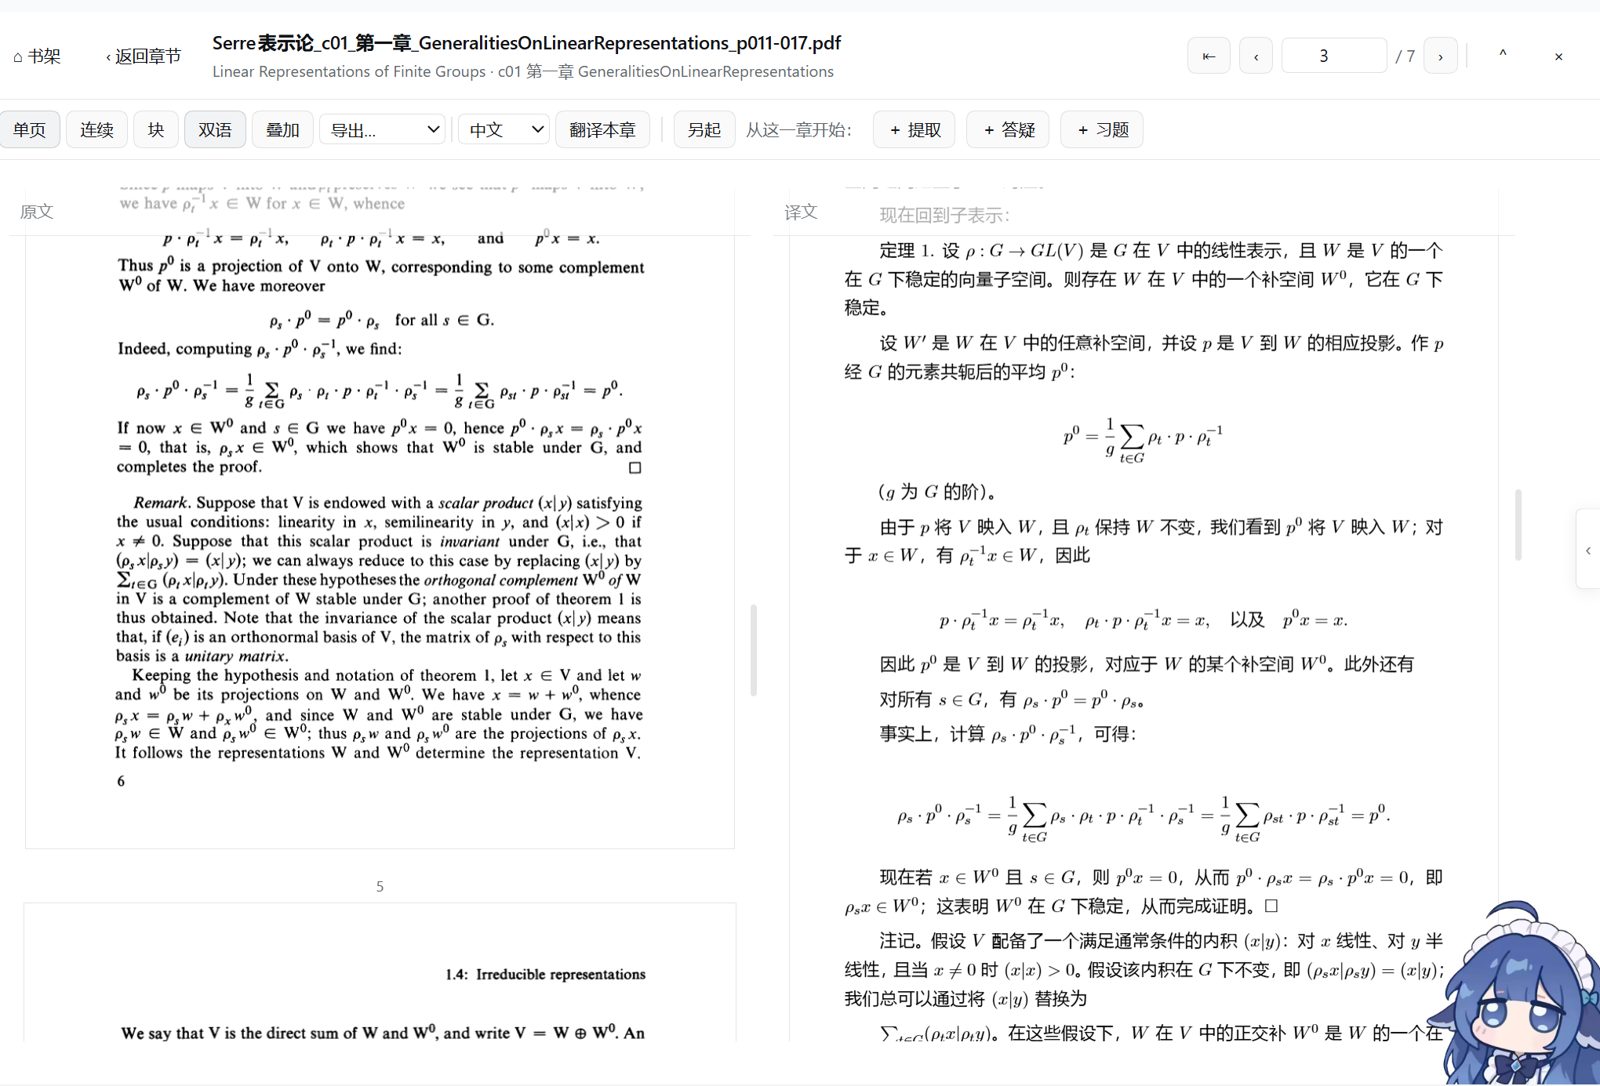 ⌂ 书架
‹ 返回章节
Serre表示论_c01_第一章_GeneralitiesOnLinearRepresentations_p011-017.pdf
Linear Representations of Finite Groups · c01 第一章 GeneralitiesOnLinearRepresentations
⇤ ‹ 3 / 7 › ^ ×
单页 连续 块 双语 叠加 导出... 中文 翻译本章 另起 从这一章开始： + 提取 + 答疑 + 习题
原文
we have ρ_t^{-1} x ∈ W for x ∈ W, whence
p · ρ_t^{-1} x = ρ_t^{-1} x, ρ_t · p · ρ_t^{-1} x = x, and p^0 x = x.
Thus p^0 is a projection of V onto W, corresponding to some complement
W^0 of W. We have moreover
ρ_s · p^0 = p^0 · ρ_s for all s ∈ G.
Indeed, computing ρ_s · p^0 · ρ_s^{-1}, we find:
ρ_s · p^0 · ρ_s^{-1} = 1/g ∑_{t∈G} ρ_s · ρ_t · p · ρ_t^{-1} · ρ_s^{-1} = 1/g ∑_{t∈G} ρ_{st} · p · ρ_{st}^{-1} = p^0.
If now x ∈ W^0 and s ∈ G we have p^0 x = 0, hence p^0 · ρ_s x = ρ_s · p^0 x
= 0, that is, ρ_s x ∈ W^0, which shows that W^0 is stable under G, and
completes the proof. □
Remark. Suppose that V is endowed with a scalar product (x|y) satisfying
the usual conditions: linearity in x, semilinearity in y, and (x|x) > 0 if
x ≠ 0. Suppose that this scalar product is invariant under G, i.e., that
(ρ_s x|ρ_s y) = (x|y); we can always reduce to this case by replacing (x|y) by
∑_{t∈G} (ρ_t x|ρ_t y). Under these hypotheses the orthogonal complement W^0 of W
in V is a complement of W stable under G; another proof of theorem 1 is
thus obtained. Note that the invariance of the scalar product (x|y) means
that, if (e_i) is an orthonormal basis of V, the matrix of ρ_s with respect to this
basis is a unitary matrix.
Keeping the hypothesis and notation of theorem 1, let x ∈ V and let w
and w^0 be its projections on W and W^0. We have x = w + w^0, whence
ρ_s x = ρ_s w + ρ_x w^0, and since W and W^0 are stable under G, we have
ρ_s w ∈ W and ρ_s w^0 ∈ W^0; thus ρ_s w and ρ_s w^0 are the projections of ρ_s x.
It follows the representations W and W^0 determine the representation V.
6
5
1.4: Irreducible representations
We say that V is the direct sum of W and W^0, and write V = W ⊕ W^0. An
译文
现在回到子表示：
定理 1. 设 ρ : G → GL(V) 是 G 在 V 中的线性表示，且 W 是 V 的一个
在 G 下稳定的向量子空间。则存在 W 在 V 中的一个补空间 W^0，它在 G 下
稳定。
设 W′ 是 W 在 V 中的任意补空间，并设 p 是 V 到 W 的相应投影。作 p
经 G 的元素共轭后的平均 p^0：
p^0 = 1/g ∑_{t∈G} ρ_t · p · ρ_t^{-1}
（g 为 G 的阶）。
由于 p 将 V 映入 W，且 ρ_t 保持 W 不变，我们看到 p^0 将 V 映入 W；对
于 x ∈ W，有 ρ_t^{-1} x ∈ W，因此
p · ρ_t^{-1} x = ρ_t^{-1} x, ρ_t · p · ρ_t^{-1} x = x, 以及 p^0 x = x.
因此 p^0 是 V 到 W 的投影，对应于 W 的某个补空间 W^0。此外还有
对所有 s ∈ G，有 ρ_s · p^0 = p^0 · ρ_s。
事实上，计算 ρ_s · p^0 · ρ_s^{-1}，可得：
ρ_s · p^0 · ρ_s^{-1} = 1/g ∑_{t∈G} ρ_s · ρ_t · p · ρ_t^{-1} · ρ_s^{-1} = 1/g ∑_{t∈G} ρ_{st} · p · ρ_{st}^{-1} = p^0.
现在若 x ∈ W^0 且 s ∈ G，则 p^0 x = 0，从而 p^0 · ρ_s x = ρ_s · p^0 x = 0，即
ρ_s x ∈ W^0；这表明 W^0 在 G 下稳定，从而完成证明。□
注记。假设 V 配备了一个满足通常条件的内积 (x|y)：对 x 线性、对 y 半
线性，且当 x ≠ 0 时 (x|x) > 0。假设该内积在 G 下不变，即 (ρ_s x|ρ_s y) = (x|y)；
我们总可以通过将 (x|y) 替换为
∑_{t∈G}(ρ_t x|ρ_t y)。在这些假设下，W 在 V 中的正交补 W^0 是 W 的一个在
‹